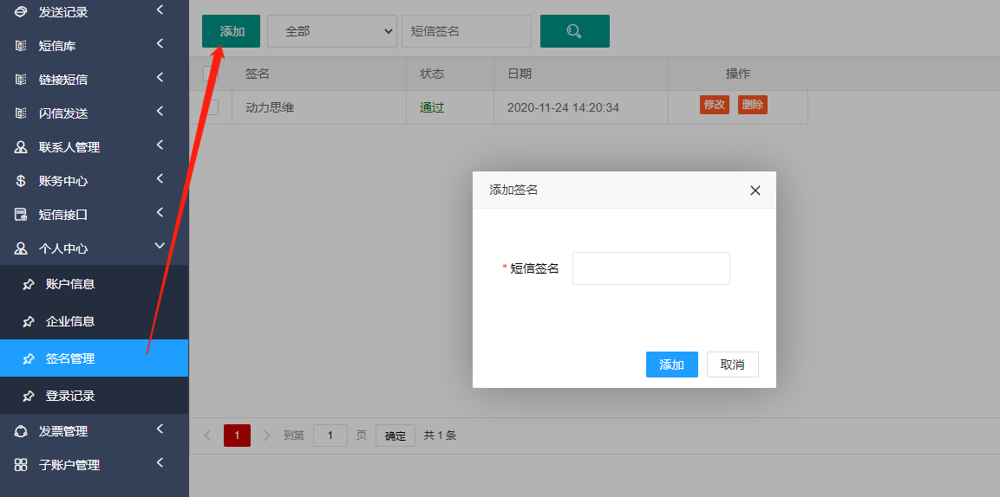 发送记录
短信库
链接短信
闪信发送
联系人管理
账务中心
短信接口
个人中心
账户信息
企业信息
签名管理
登录记录
发票管理
子账户管理
添加 全部 短信签名
签名 状态 日期 操作
动力思维 通过 2020-11-24 14:20:34 修改 删除
添加签名
* 短信签名
添加 取消
1 到第 1 页 确定 共 1 条